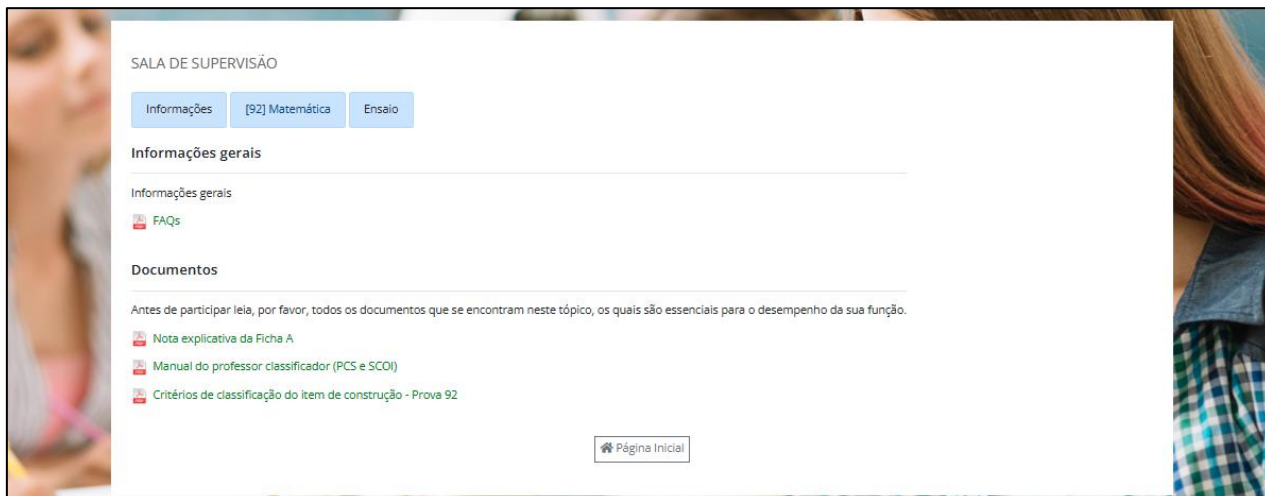 SALA DE SUPERVISÃO
Informações
[92] Matemática
Ensaio
Informações gerais
Informações gerais
FAQs
Documentos
Antes de participar leia, por favor, todos os documentos que se encontram neste tópico, os quais são essenciais para o desempenho da sua função.
Nota explicativa da Ficha A
Manual do professor classificador (PCS e SCOI)
Critérios de classificação do item de construção - Prova 92
Página Inicial